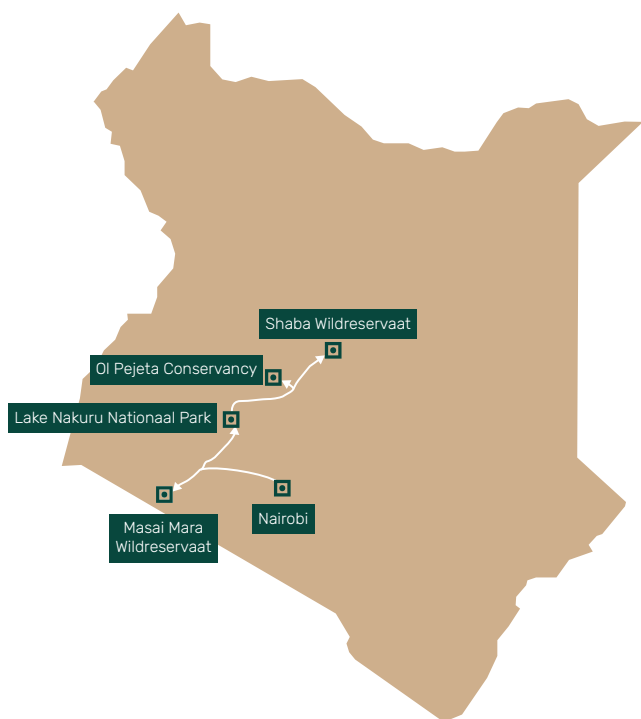 Shaba Wildreservaat
Ol Pejeta Conservancy
Lake Nakuru Nationaal Park
Masai Mara
Wildreservaat
Nairobi